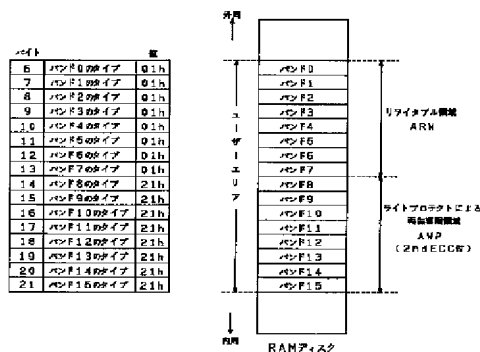 バイト 値
6 バンド0のタイプ 01h
7 バンド1のタイプ 01h
8 バンド2のタイプ 01h
9 バンド3のタイプ 01h
10 バンド4のタイプ 01h
11 バンド5のタイプ 01h
12 バンド6のタイプ 01h
13 バンド7のタイプ 01h
14 バンド8のタイプ 21h
15 バンド9のタイプ 21h
16 バンド10のタイプ 21h
17 バンド11のタイプ 21h
18 バンド12のタイプ 21h
19 バンド13のタイプ 21h
20 バンド14のタイプ 21h
21 バンド15のタイプ 21h
外周
ユーザーエリア
内周
バンド0
バンド1
バンド2
バンド3
バンド4
バンド5
バンド6
バンド7
バンド8
バンド9
バンド10
バンド11
バンド12
バンド13
バンド14
バンド15
RAMディスク
リライタブル領域
ARW
ライトプロテクトによる
再生専用領域
AWP
(2ndECC有)